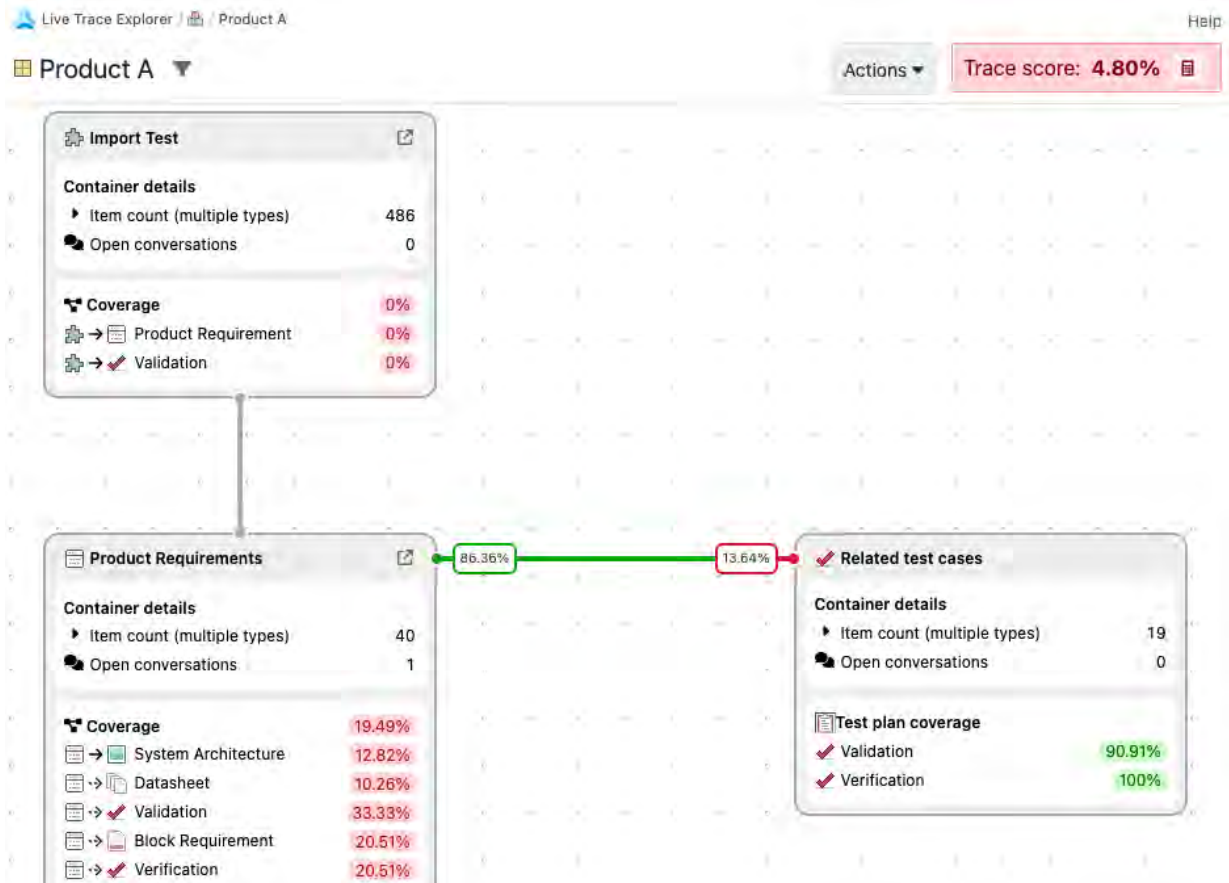 Live Trace Explorer / / Product A
Help
Product A
Actions
Trace score: 4.80%
Import Test
Container details
Item count (multiple types) 486
Open conversations 0
Coverage 0%
Product Requirement 0%
Validation 0%
Product Requirements
86.36%
13.64%
Related test cases
Container details
Item count (multiple types) 40
Open conversations 1
Coverage 19.49%
System Architecture 12.82%
Datasheet 10.26%
Validation 33.33%
Block Requirement 20.51%
Verification 20.51%
Container details
Item count (multiple types) 19
Open conversations 0
Test plan coverage
Validation 90.91%
Verification 100%